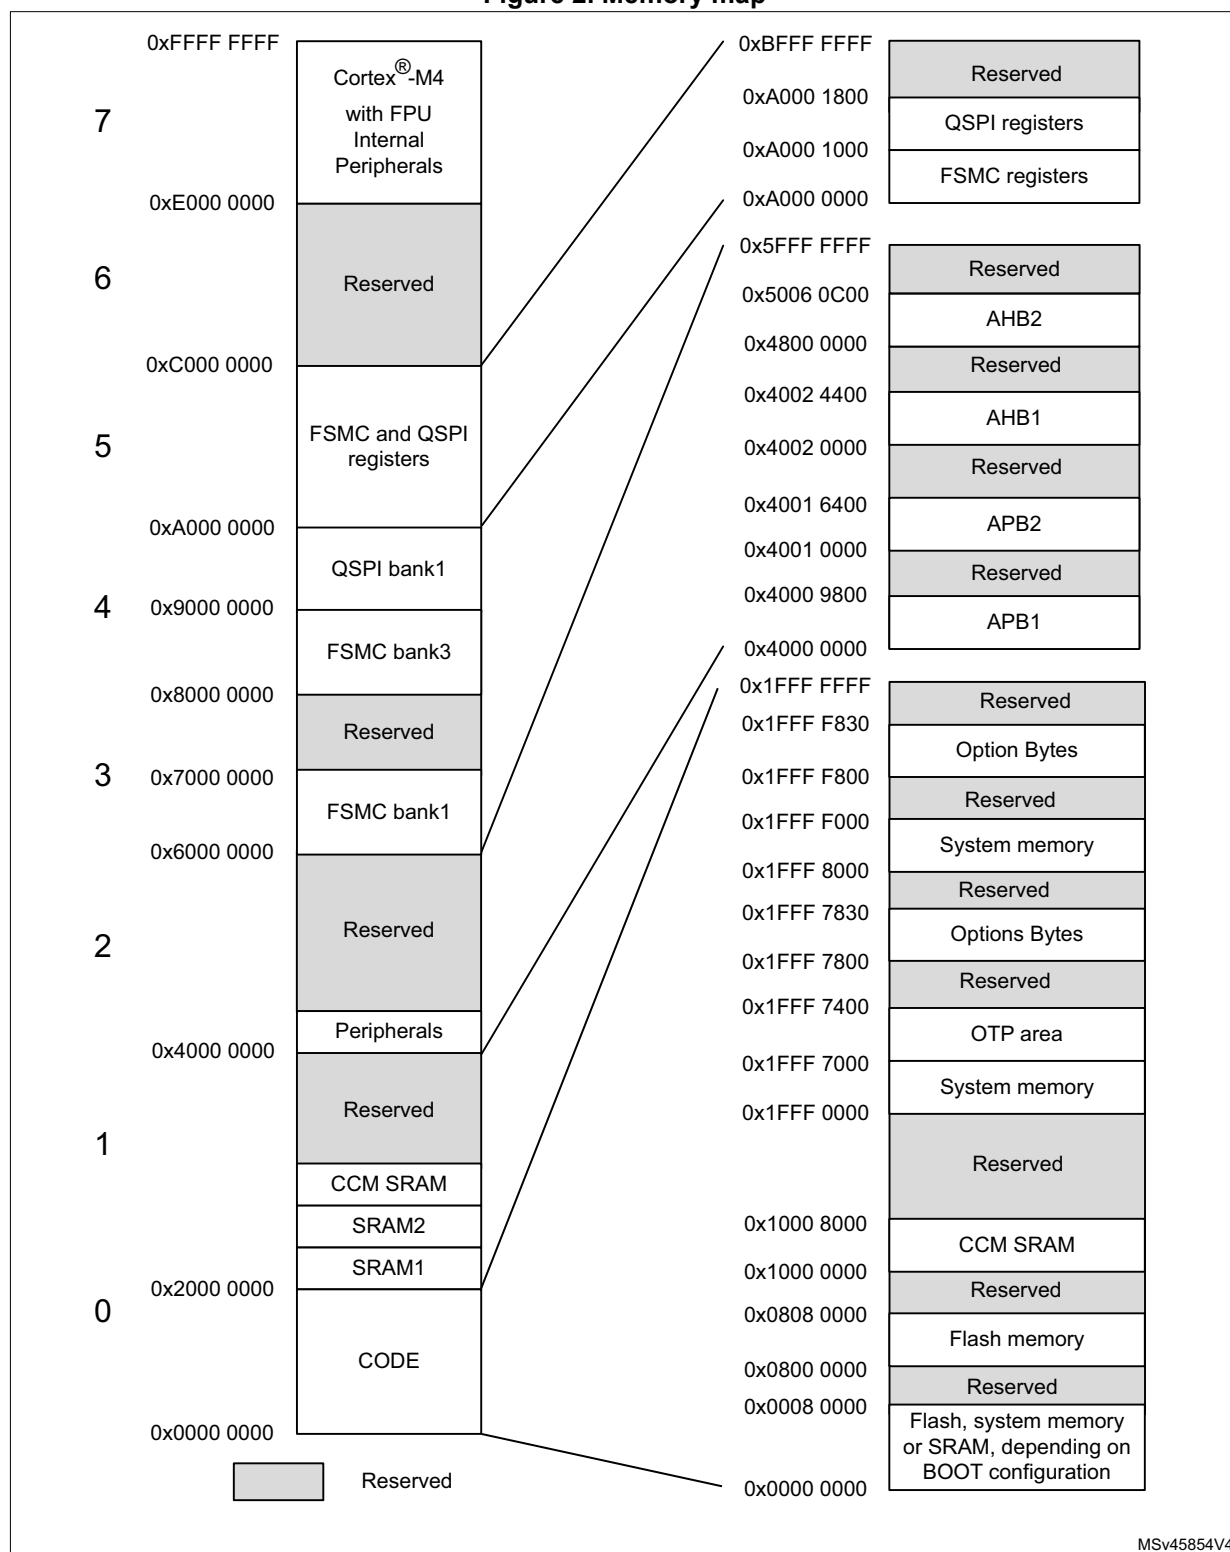 Figure 2. Memory map
0xFFFF FFFF
Cortex®-M4
with FPU
Internal
Peripherals
7
0xE000 0000
6
Reserved
0xC000 0000
5
FSMC and QSPI
registers
0xA000 0000
QSPI bank1
4
0x9000 0000
FSMC bank3
0x8000 0000
Reserved
3
0x7000 0000
FSMC bank1
0x6000 0000
2
Reserved
Peripherals
0x4000 0000
Reserved
1
CCM SRAM
SRAM2
SRAM1
0x2000 0000
0
CODE
0x0000 0000
Reserved
0xBFFF FFFF
Reserved
0xA000 1800
QSPI registers
0xA000 1000
FSMC registers
0xA000 0000
0x5FFF FFFF
Reserved
0x5006 0C00
AHB2
0x4800 0000
Reserved
0x4002 4400
AHB1
0x4002 0000
Reserved
0x4001 6400
APB2
0x4001 0000
Reserved
0x4000 9800
APB1
0x4000 0000
0x1FFF FFFF
Reserved
0x1FFF F830
Option Bytes
0x1FFF F800
Reserved
0x1FFF F000
System memory
0x1FFF 8000
Reserved
0x1FFF 7830
Options Bytes
0x1FFF 7800
Reserved
0x1FFF 7400
OTP area
0x1FFF 7000
System memory
0x1FFF 0000
Reserved
0x1000 8000
CCM SRAM
0x1000 0000
Reserved
0x0808 0000
Flash memory
0x0800 0000
Reserved
0x0008 0000
Flash, system memory
or SRAM, depending on
BOOT configuration
0x0000 0000
MSv45854V4